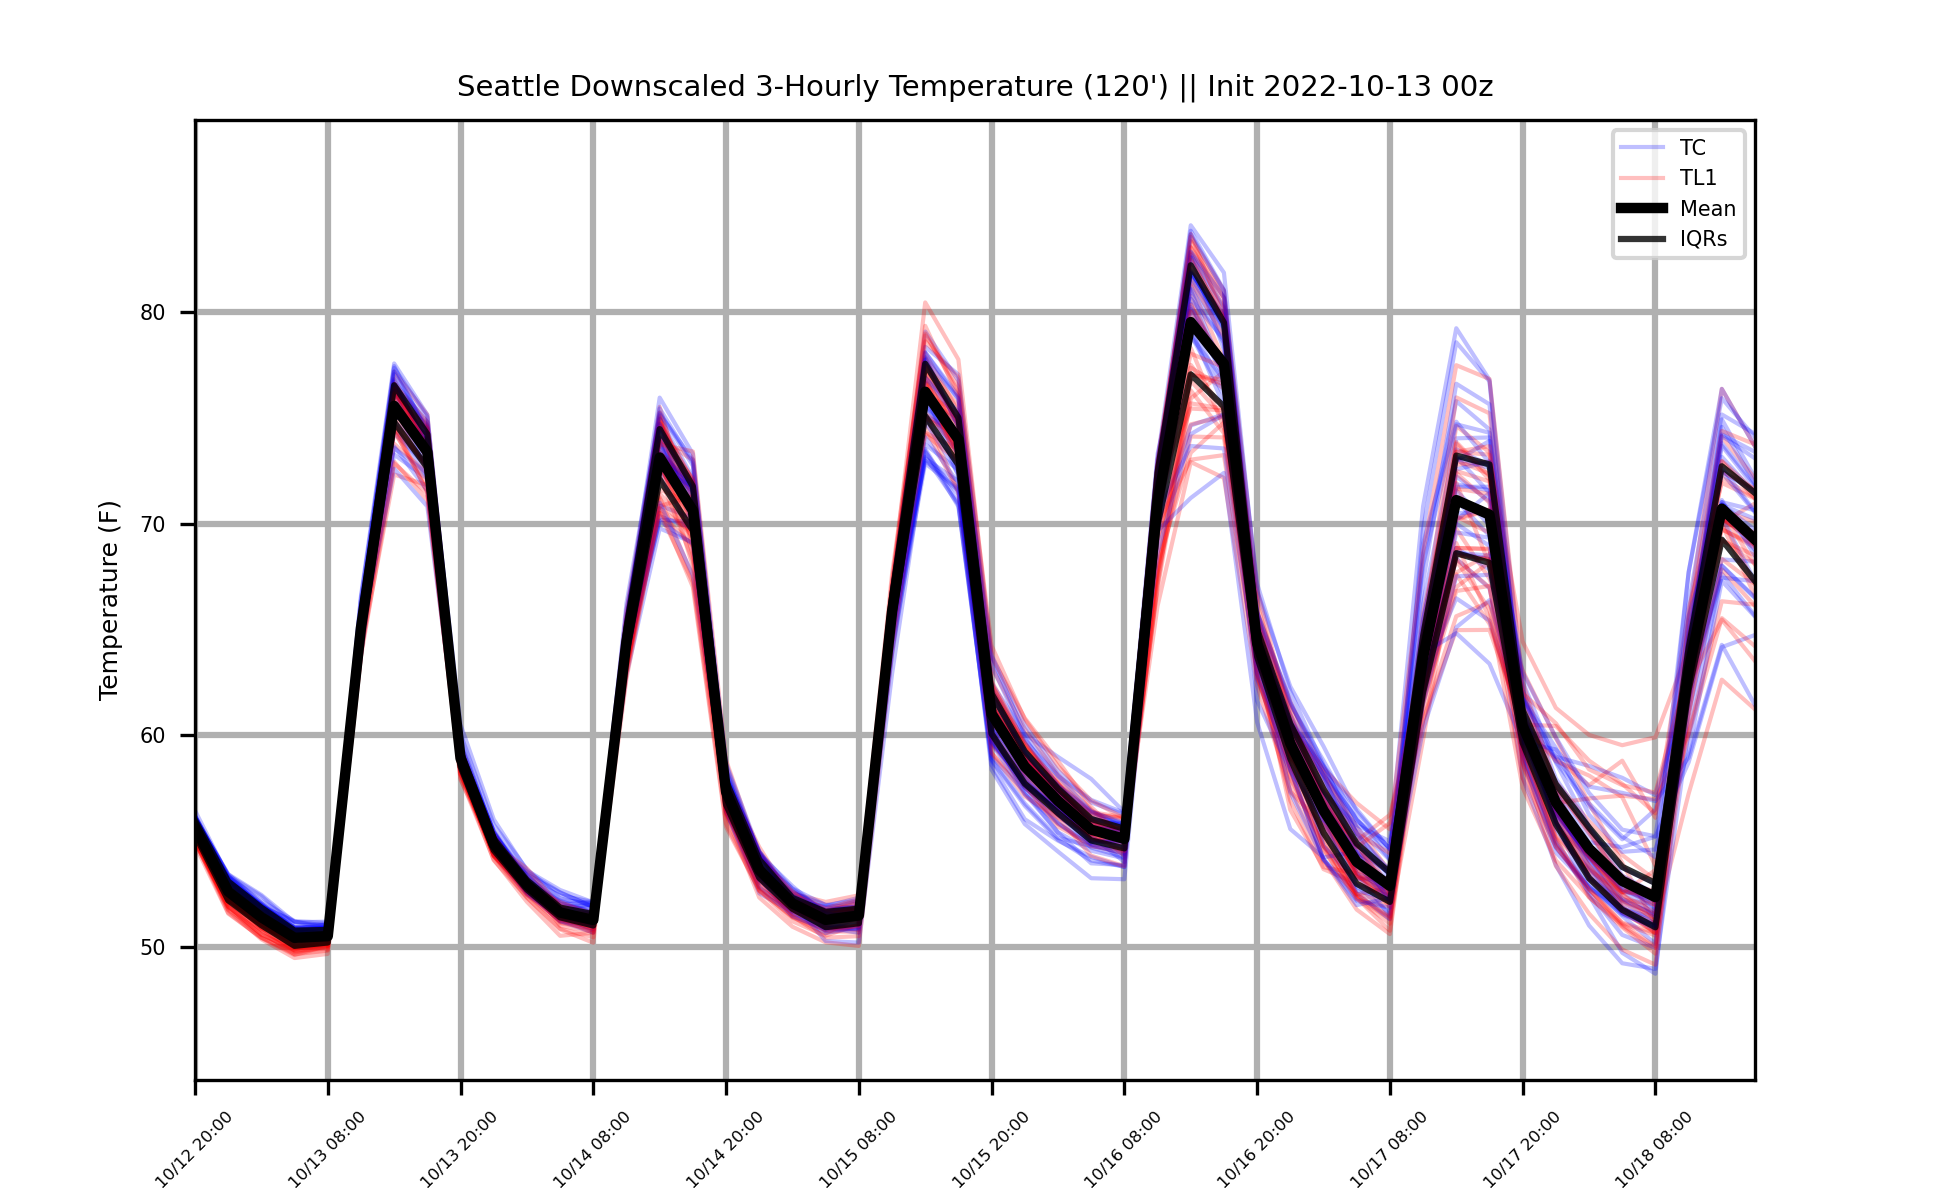 Seattle Downscaled 3-Hourly Temperature (120') || Init 2022-10-13 00z
TC
TL1
Mean
IQRs
Temperature (F)
80
70
60
50
10/12 20:00
10/13 08:00
10/13 20:00
10/14 08:00
10/14 20:00
10/15 08:00
10/15 20:00
10/16 08:00
10/16 20:00
10/17 08:00
10/17 20:00
10/18 08:00